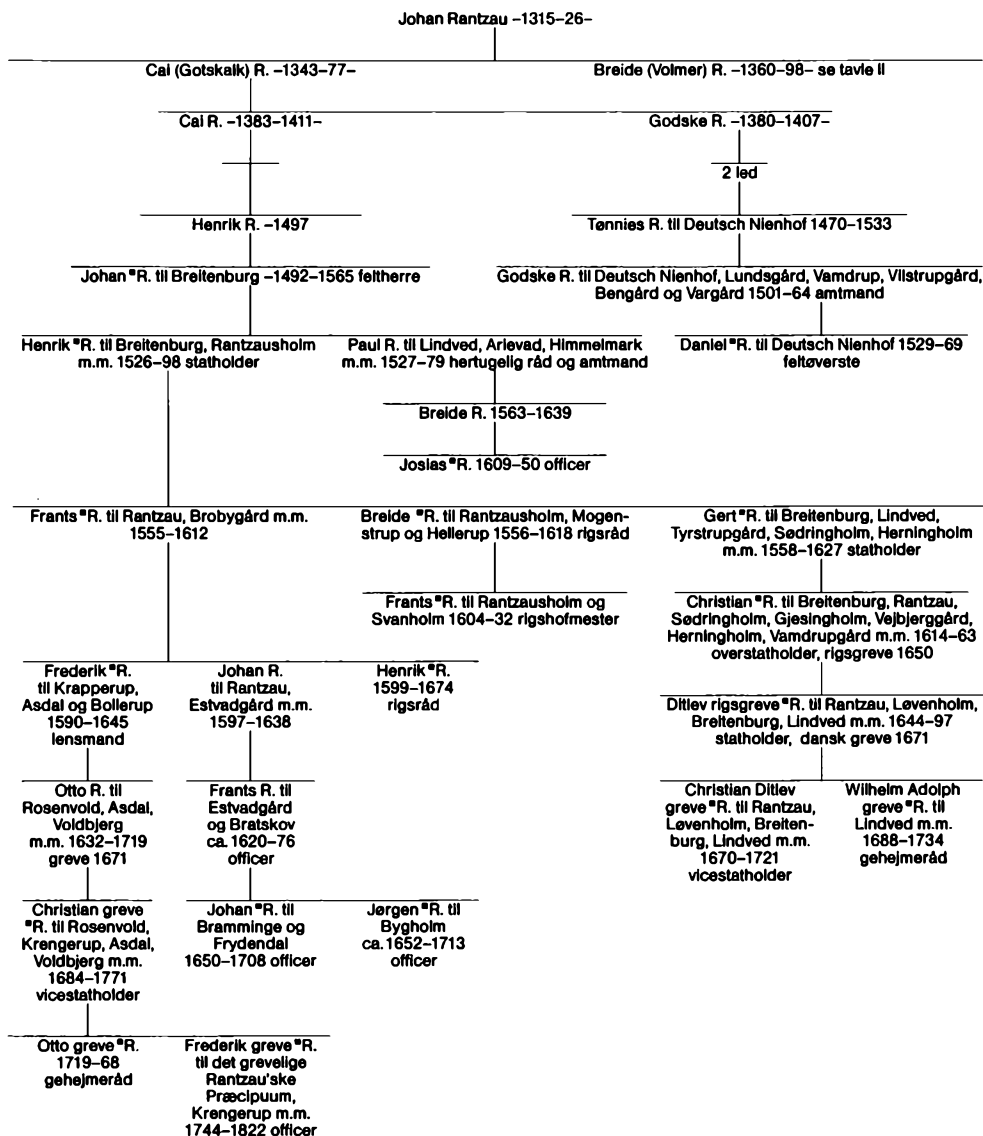 Johan Rantzau –1315–26–
Cai (Gotskalk) R. –1343–77–
Breide (Volmer) R. –1360–98– se tavle II
Cai R. –1383–1411–
Godske R. –1380–1407–
2 led
Henrik R. –1497
Tønnies R. til Deutsch Nienhof 1470–1533
Johan *R. til Breitenburg –1492–1565 feltherre
Godske R. til Deutsch Nienhof, Lundsgård, Vamdrup, Vilstrupgård,
Bengård og Vargård 1501–64 amtmand
Henrik *R. til Breitenburg, Rantzausholm
m.m. 1526–98 statholder
Paul R. til Lindved, Arlevad, Himmelmark
m.m. 1527–79 hertugelig råd og amtmand
Daniel *R. til Deutsch Nienhof 1529–69
feltøverste
Breide R. 1563–1639
Josias *R. 1609–50 officer
Frants *R. til Rantzau, Brobygård m.m.
1555–1612
Breide *R. til Rantzausholm, Mogen-
strup og Hellerup 1556–1618 rigsråd
Gert *R. til Breitenburg, Lindved,
Tyrstrupgård, Sødringholm, Herningholm
m.m. 1558–1627 statholder
Frants *R. til Rantzausholm og
Svanholm 1604–32 rigshofmester
Christian *R. til Breitenburg, Rantzau,
Sødringholm, Gjesingholm, Vejbjerggård,
Herningholm, Vamdrupgård m.m. 1614–63
overstatholder, rigsgreve 1650
Frederik *R.
til Krapperup,
Asdal og Bollerup
1590–1645
lensmand
Johan R.
til Rantzau,
Estvadgård m.m.
1597–1638
Henrik *R.
1599–1674
rigsråd
Ditlev rigsgreve *R. til Rantzau, Løvenholm,
Breitenburg, Lindved m.m. 1644–97
statholder, dansk greve 1671
Otto R. til
Rosenvold, Asdal,
Voldbjerg
m.m. 1632–1719
greve 1671
Frants R. til
Estvadgård
og Bratskov
ca. 1620–76
officer
Christian Ditlev
greve *R. til Rantzau,
Løvenholm, Breiten-
burg, Lindved m.m.
1670–1721
vicestatholder
Wilhelm Adolph
greve *R. til
Lindved m.m.
1688–1734
gehejmeråd
Christian greve
*R. til Rosenvold,
Krengerup, Asdal,
Voldbjerg m.m.
1684–1771
vicestatholder
Johan *R. til
Bramminge og
Frydendal
1650–1708 officer
Jørgen *R. til
Bygholm
ca. 1652–1713
officer
Otto greve *R.
1719–68
gehejmeråd
Frederik greve *R.
til det grevelige
Rantzau'ske
Præcipuum,
Krengerup m.m.
1744–1822 officer